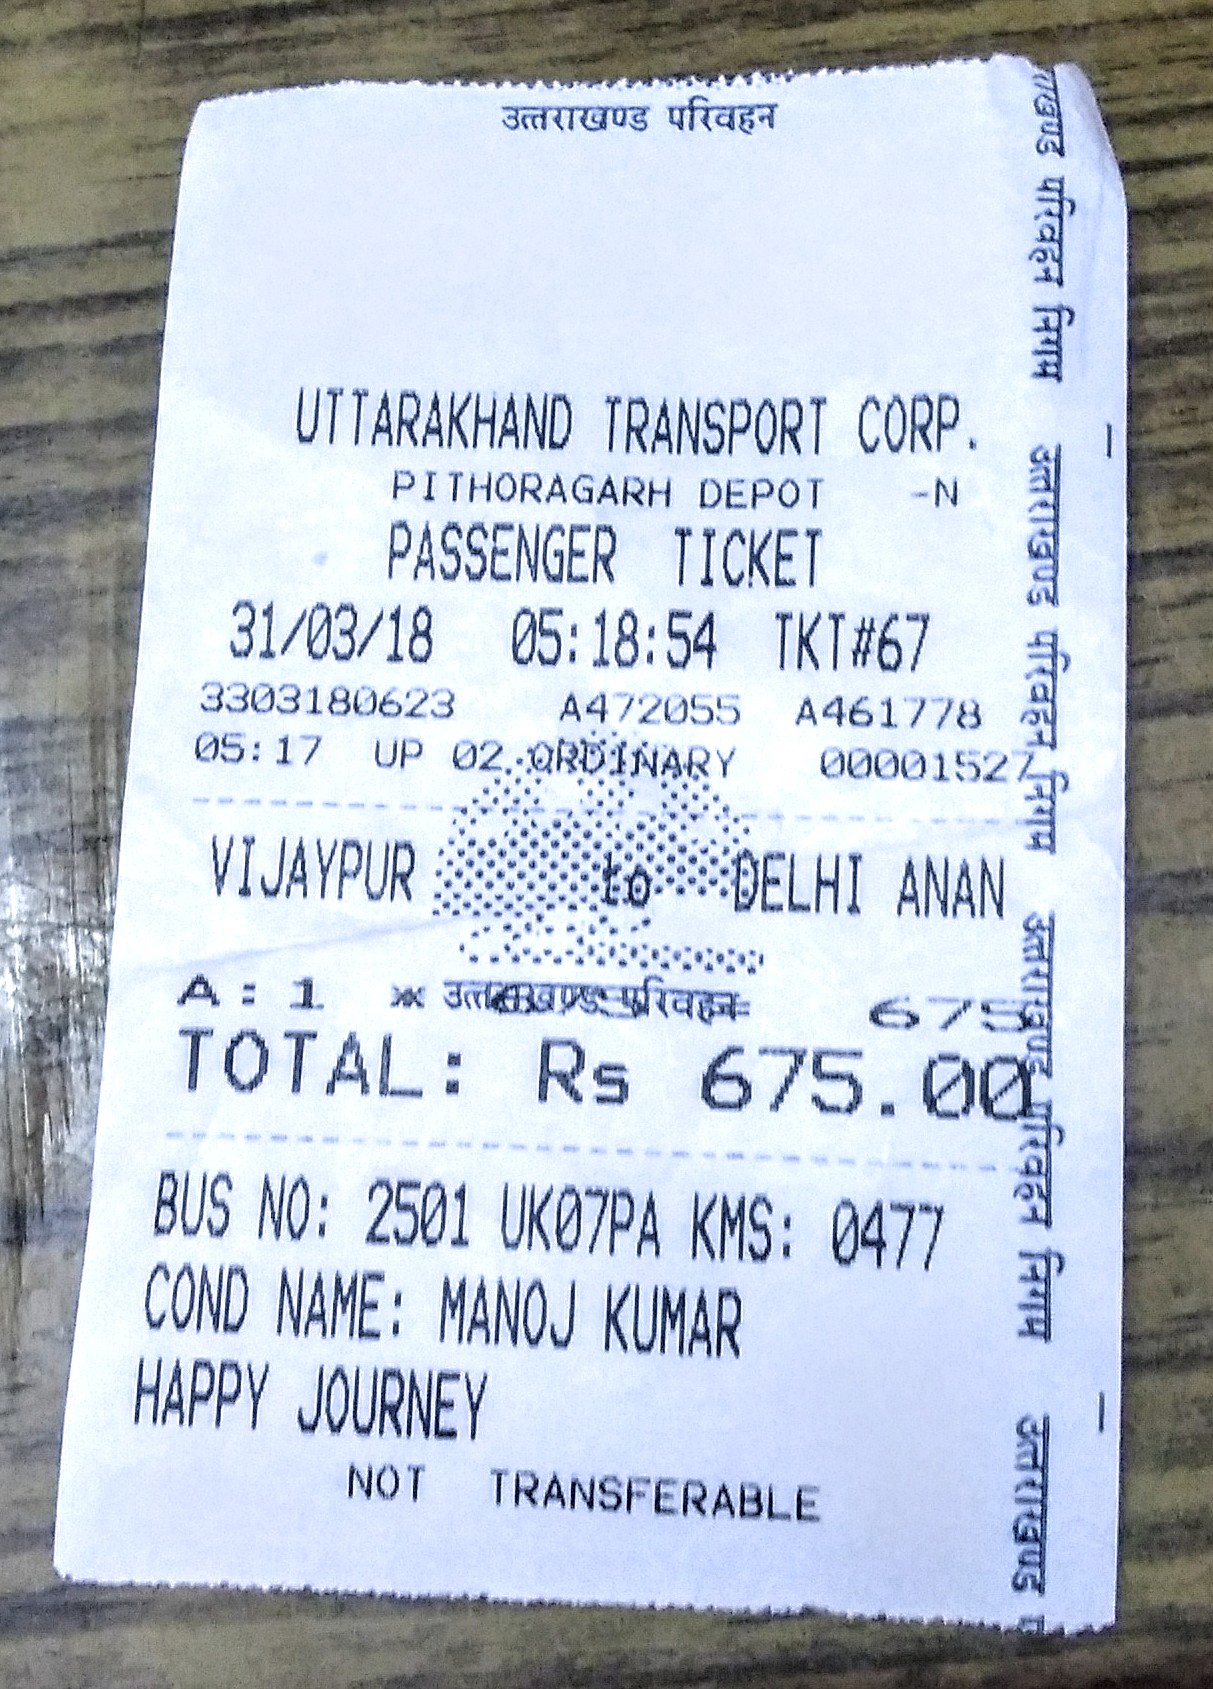 उत्तराखण्ड परिवहन
UTTARAKHAND TRANSPORT CORP.
PITHORAGARH DEPOT -N
PASSENGER TICKET
31/03/18 05:18:54 TKT#67
3303180623 A472055 A461778
05:17 UP 02 ORDINARY 00001527
VIJAYPUR to DELHI ANAN
A: 1 * उत्तराखण्ड परिवहन 675
TOTAL: Rs 675.00
BUS NO: 2501 UK07PA KMS: 0477
COND NAME: MANOJ KUMAR
HAPPY JOURNEY
NOT TRANSFERABLE
परिवहन निगम उत्तराखण्ड परिवहन निगम उत्तराखण्ड परिवहन निगम उत्तराखण्ड